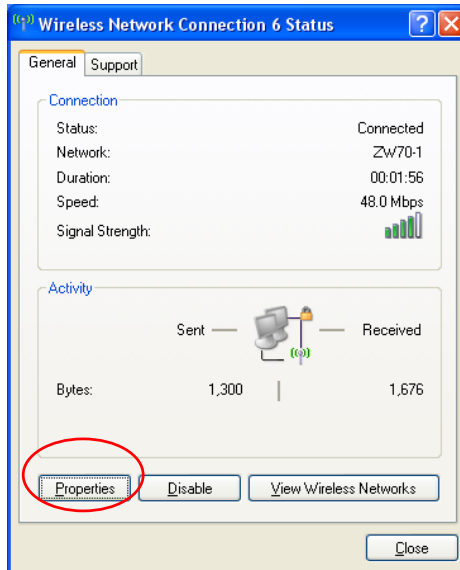 Wireless Network Connection 6 Status
General Support
Connection
Status: Connected
Network: ZW70-1
Duration: 00:01:56
Speed: 48.0 Mbps
Signal Strength:
Activity
Sent Received
Bytes: 1,300 1,676
Properties Disable View Wireless Networks
Close